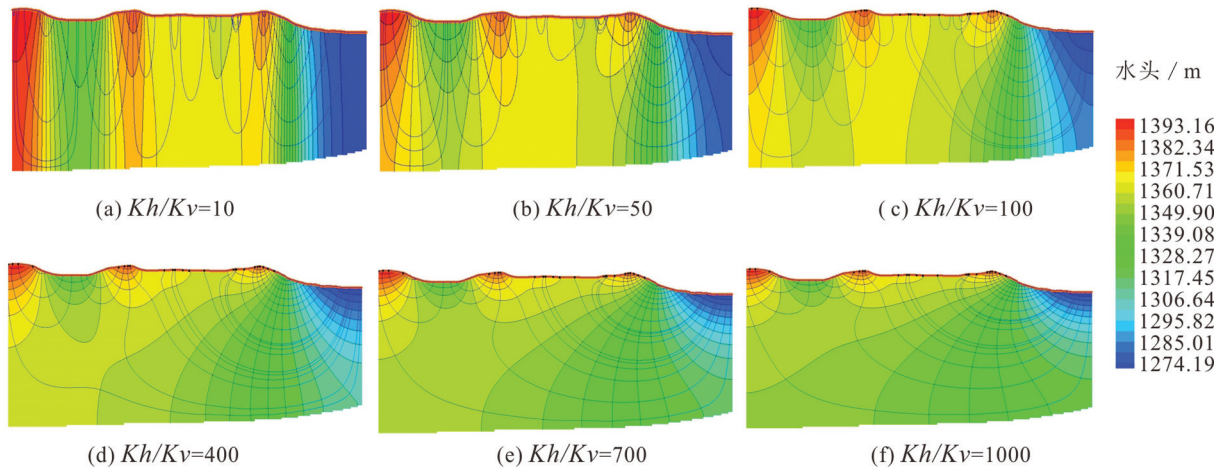 水头 / m
1393.16
1382.34
1371.53
1360.71
1349.90
1339.08
1328.27
1317.45
1306.64
1295.82
1285.01
1274.19
(a) Kh/Kv=10
(b) Kh/Kv=50
(c) Kh/Kv=100
(d) Kh/Kv=400
(e) Kh/Kv=700
(f) Kh/Kv=1000